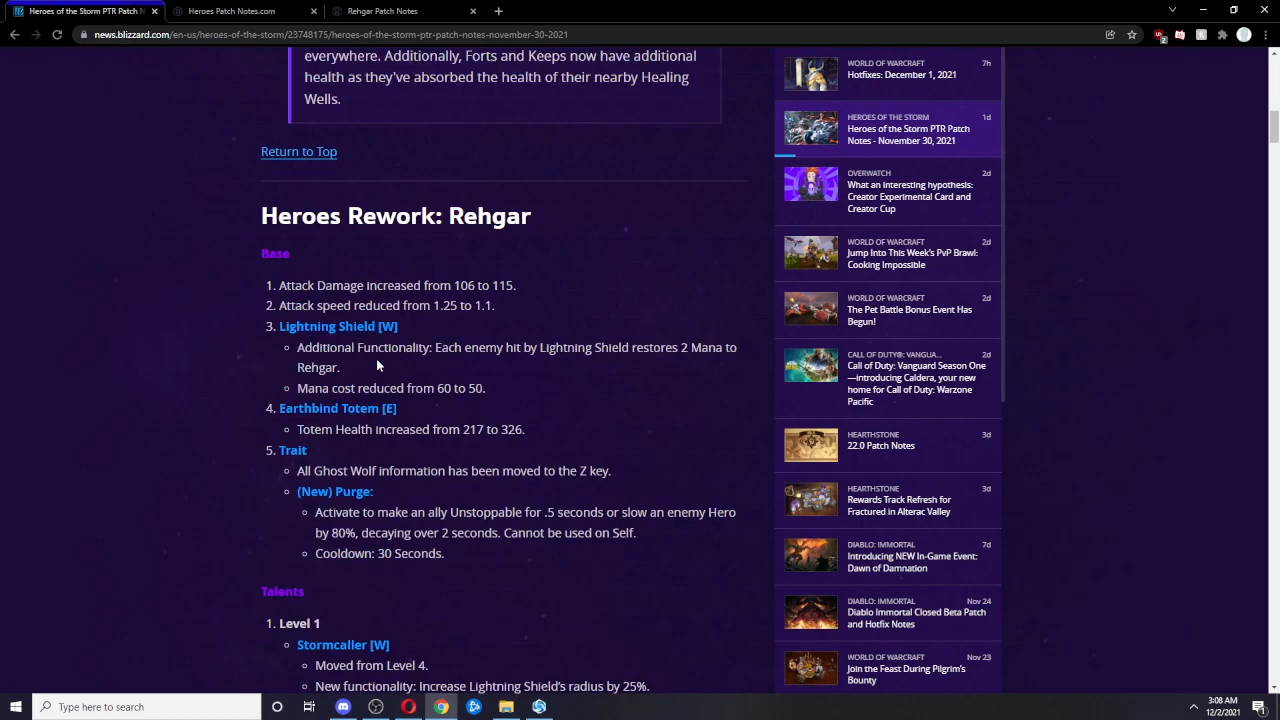 Heroes of the Storm PTR Patch N
Heroes Patch Notes.com
Rehgar Patch Notes
news.blizzard.com/en-us/heroes-of-the-storm/23748175/heroes-of-the-storm-ptr-patch-notes-november-30-2021
everywhere. Additionally, Forts and Keeps now have additional
health as they've absorbed the health of their nearby Healing
Wells.
Return to Top
Heroes Rework: Rehgar
Base
1. Attack Damage increased from 106 to 115.
2. Attack speed reduced from 1.25 to 1.1.
3. Lightning Shield [W]
Additional Functionality: Each enemy hit by Lightning Shield restores 2 Mana to
Rehgar.
Mana cost reduced from 60 to 50.
4. Earthbind Totem [E]
Totem Health increased from 217 to 326.
5. Trait
All Ghost Wolf information has been moved to the Z key.
(New) Purge:
Activate to make an ally Unstoppable for .5 seconds or slow an enemy Hero
by 80%, decaying over 2 seconds. Cannot be used on Self.
Cooldown: 30 Seconds.
Talents
1. Level 1
Stormcaller [W]
Moved from Level 4.
New functionality: Increase Lightning Shield's radius by 25%.
WORLD OF WARCRAFT 7h
Hotfixes: December 1, 2021
HEROES OF THE STORM 1d
Heroes of the Storm PTR Patch
Notes - November 30, 2021
OVERWATCH 2d
What an interesting hypothesis:
Creator Experimental Card and
Creator Cup
WORLD OF WARCRAFT 2d
Jump Into This Week's PvP Brawl:
Cooking Impossible
WORLD OF WARCRAFT 2d
The Pet Battle Bonus Event Has
Begun!
CALL OF DUTY®: VANGUA... 2d
Call of Duty: Vanguard Season One
—introducing Caldera, your new
home for Call of Duty: Warzone
Pacific
HEARTHSTONE 3d
22.0 Patch Notes
HEARTHSTONE 3d
Rewards Track Refresh for
Fractured in Alterac Valley
DIABLO: IMMORTAL 7d
Introducing NEW In-Game Event:
Dawn of Damnation
DIABLO: IMMORTAL Nov 24
Diablo Immortal Closed Beta Patch
and Hotfix Notes
WORLD OF WARCRAFT Nov 23
Join the Feast During Pilgrim's
Bounty
Type here to search
3:08 AM
12/2/2021